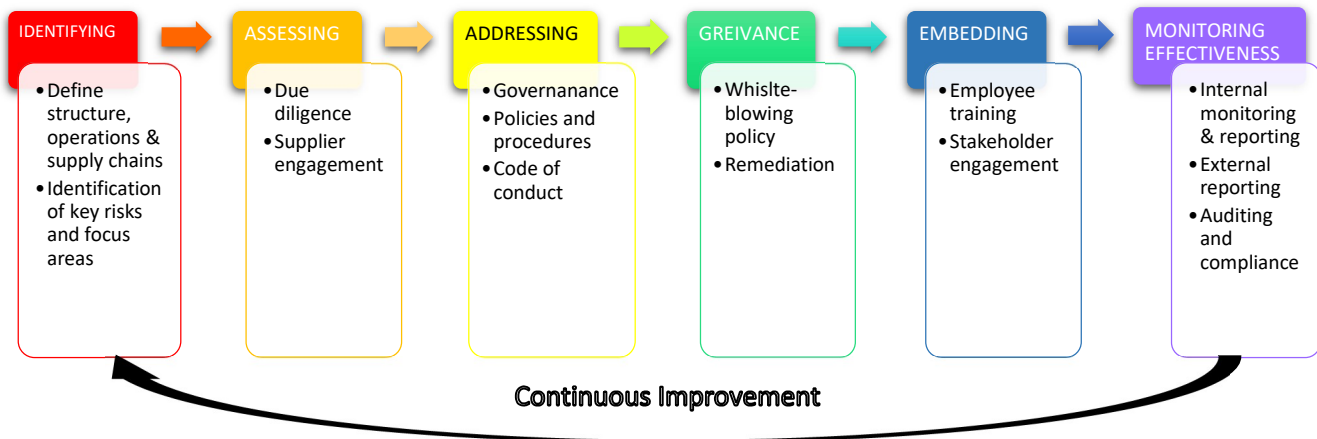 IDENTIFYING
• Define
structure,
operations &
supply chains
• Identification
of key risks
and focus
areas
ASSESSING
• Due
diligence
• Supplier
engagement
ADDRESSING
• Governanance
• Policies and
procedures
• Code of
conduct
GREIVANCE
• Whislte-
blowing
policy
• Remediation
EMBEDDING
• Employee
training
• Stakeholder
engagement
MONITORING
EFFECTIVENESS
• Internal
monitoring
& reporting
• External
reporting
• Auditing
and
compliance
Continuous Improvement